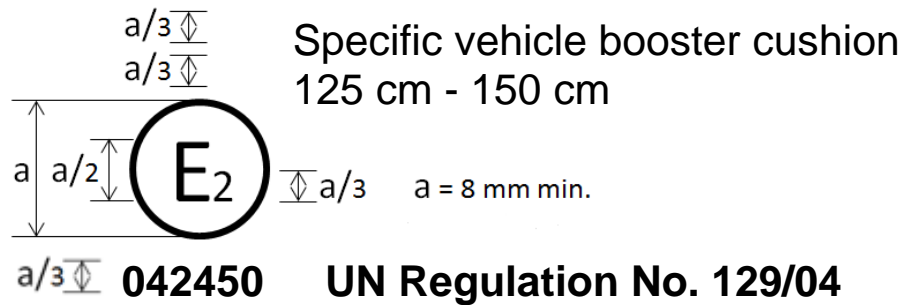 a/3 Specific vehicle booster cushion
a/3 125 cm - 150 cm
a a/2 E2 a/3 a = 8 mm min.
a/3 042450 UN Regulation No. 129/04